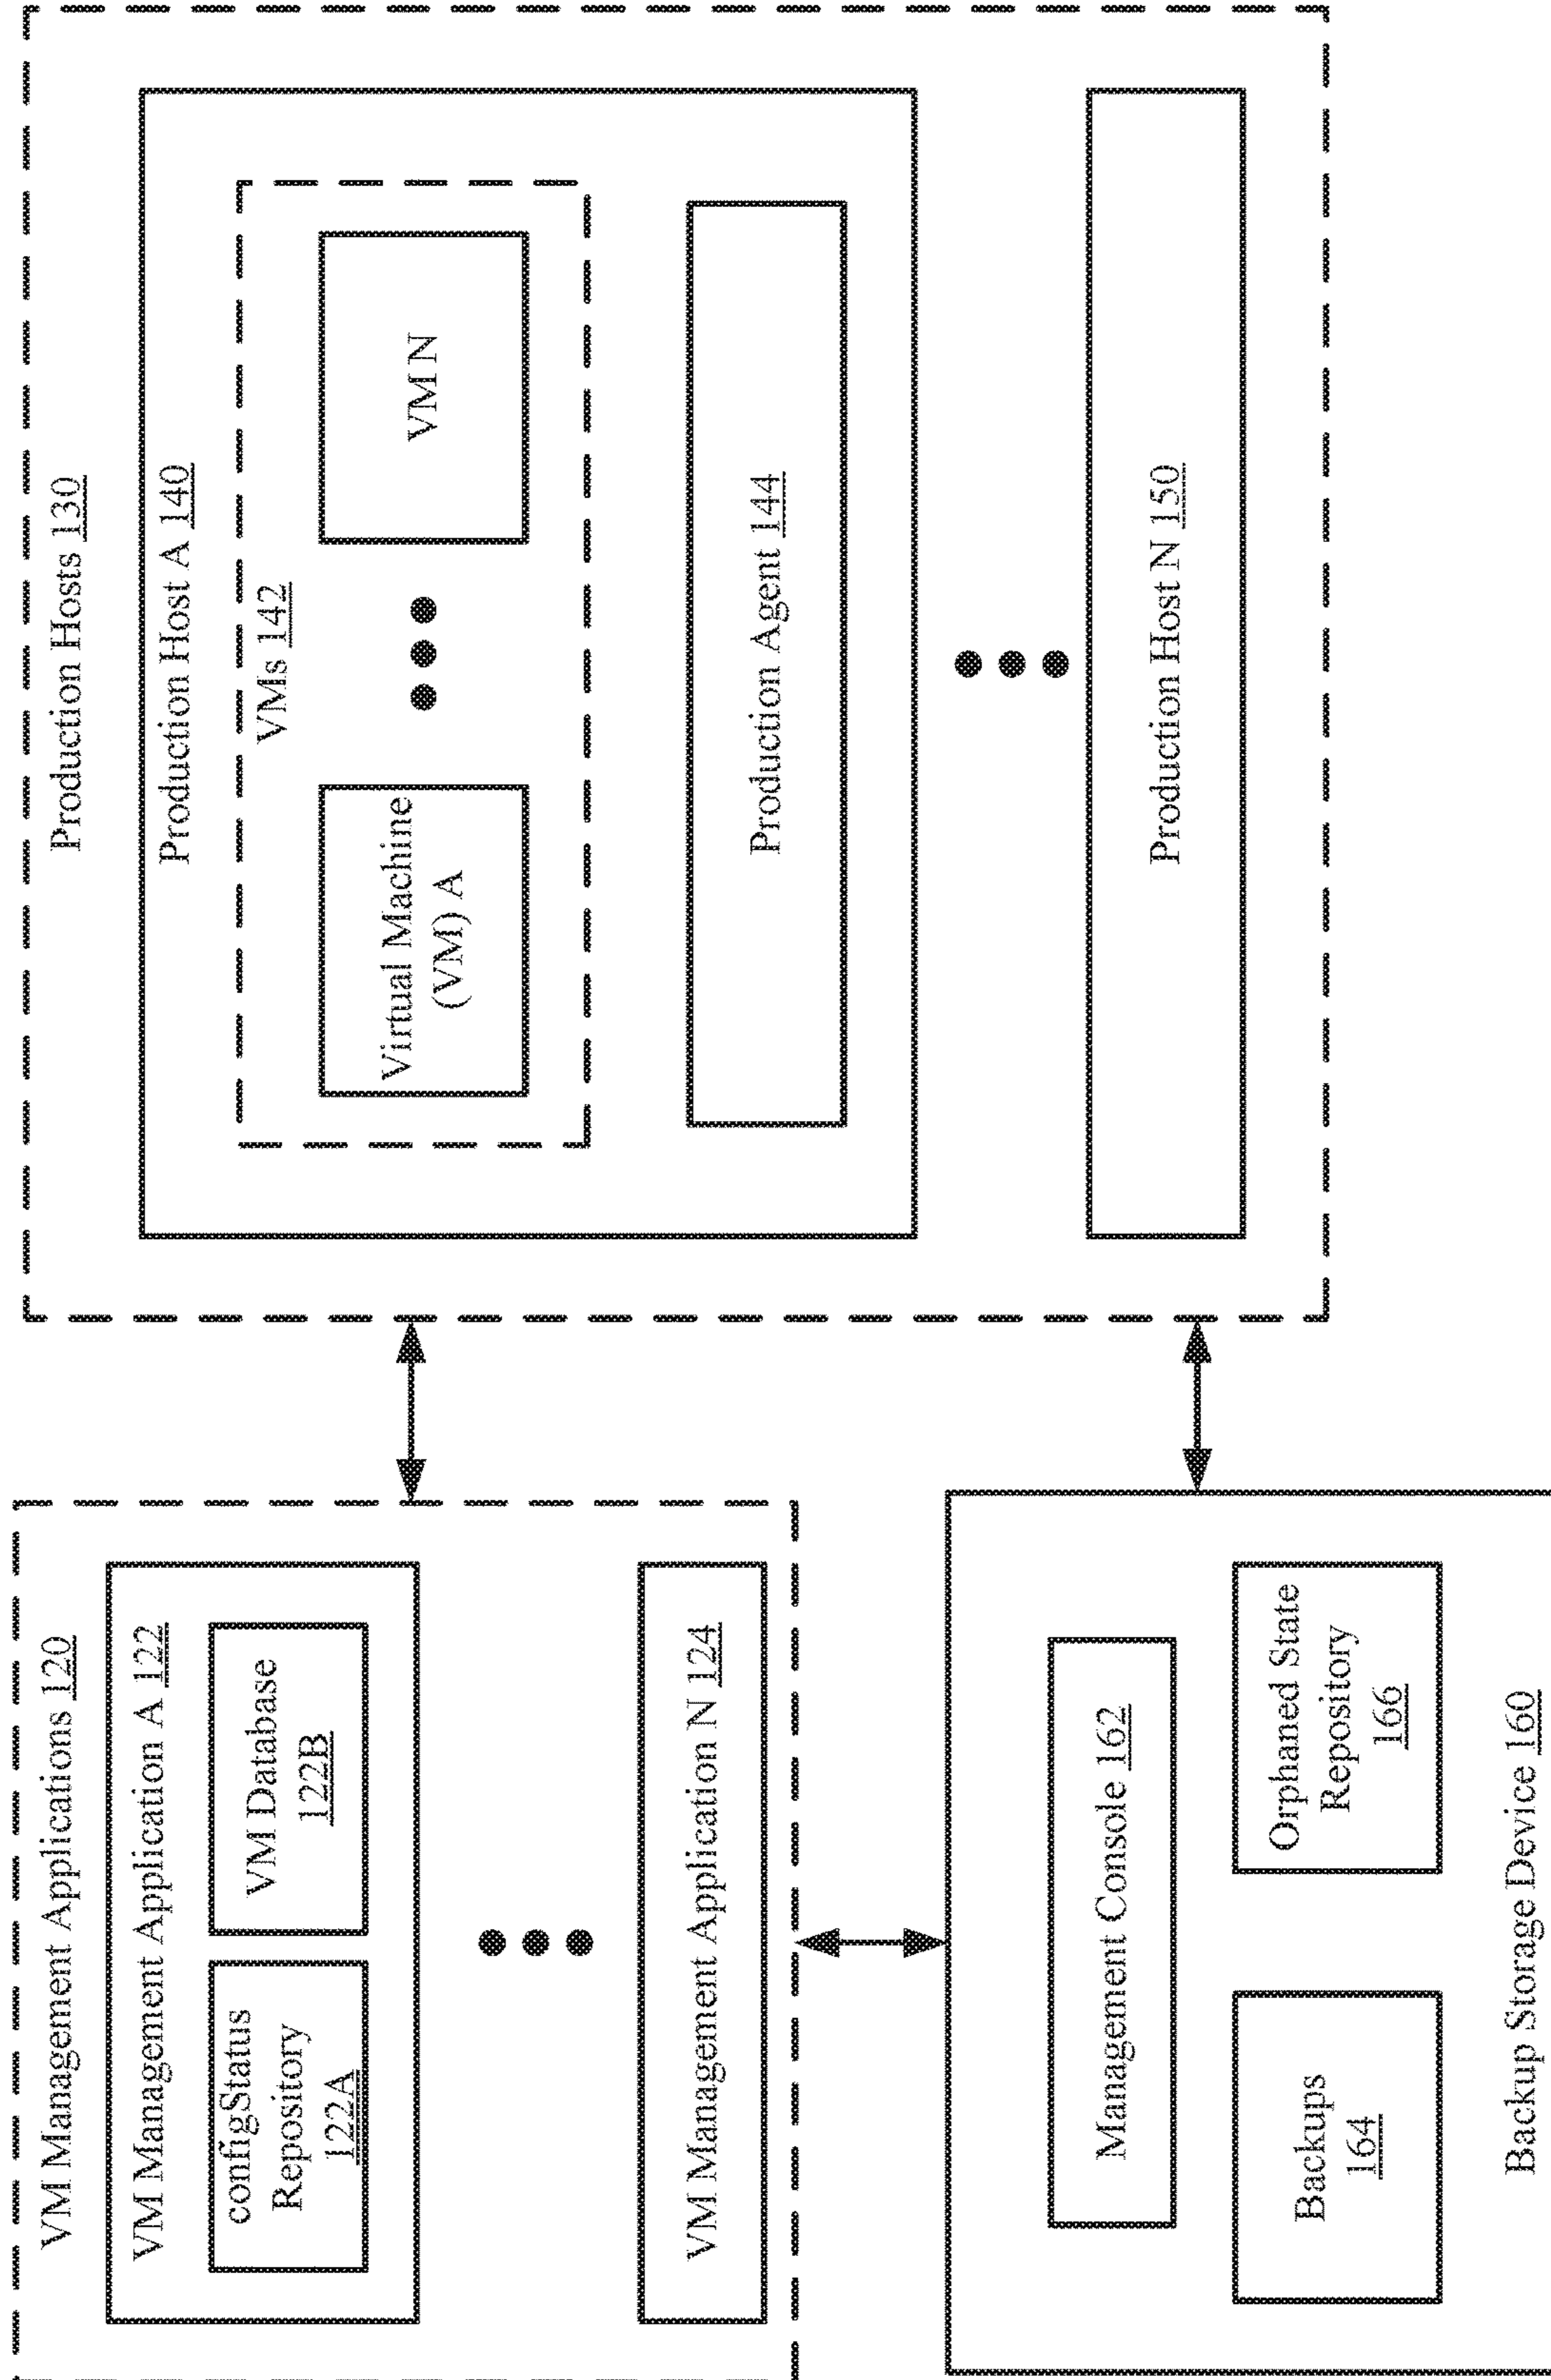 VM Management Applications 120
VM Management Application A 122
configStatus
Repository
122A
VM Database
122B
VM Management Application N 124
Production Hosts 130
Production Host A 140
VMs 142
Virtual Machine
(VM) A
VM N
Production Agent 144
Production Host N 150
Management Console 162
Backups
164
Orphaned State
Repository
166
Backup Storage Device 160